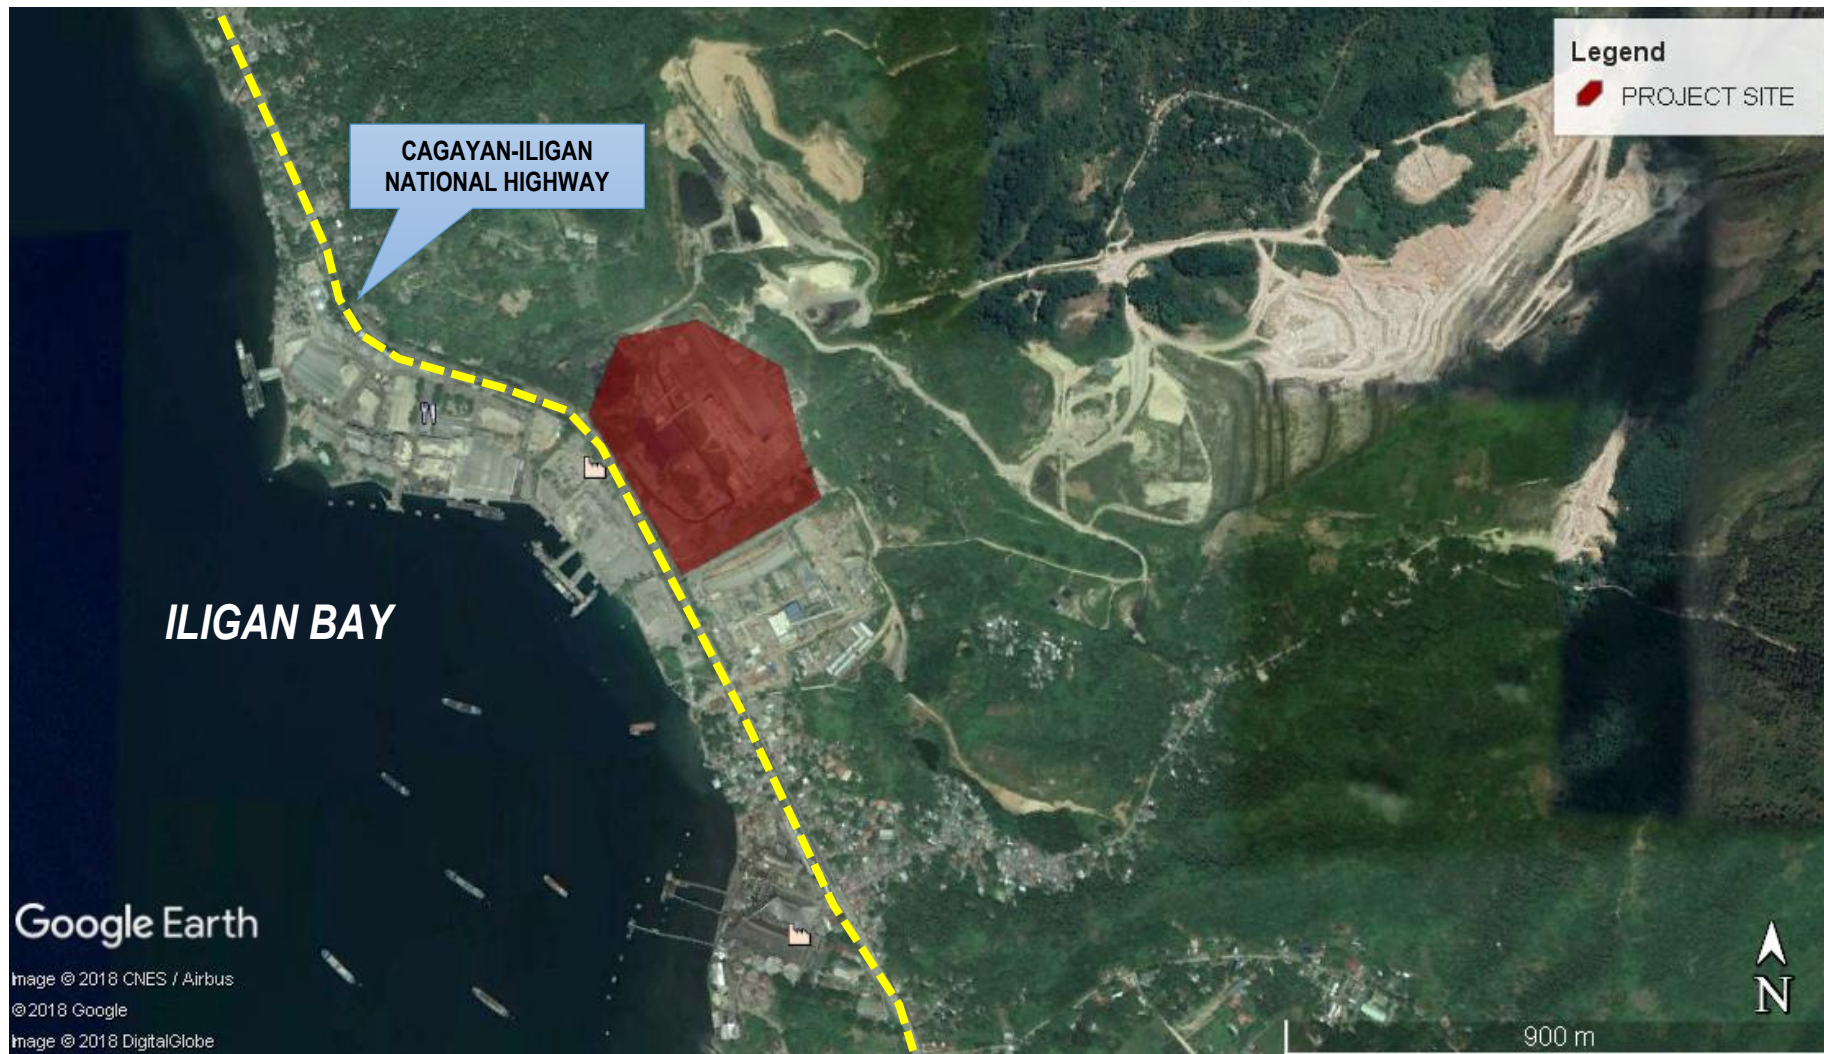 Legend
PROJECT SITE
CAGAYAN-ILIGAN
NATIONAL HIGHWAY
ILIGAN BAY
Google Earth
Image © 2018 CNES / Airbus
©2018 Google
Image © 2018 DigitalGlobe
N
900 m